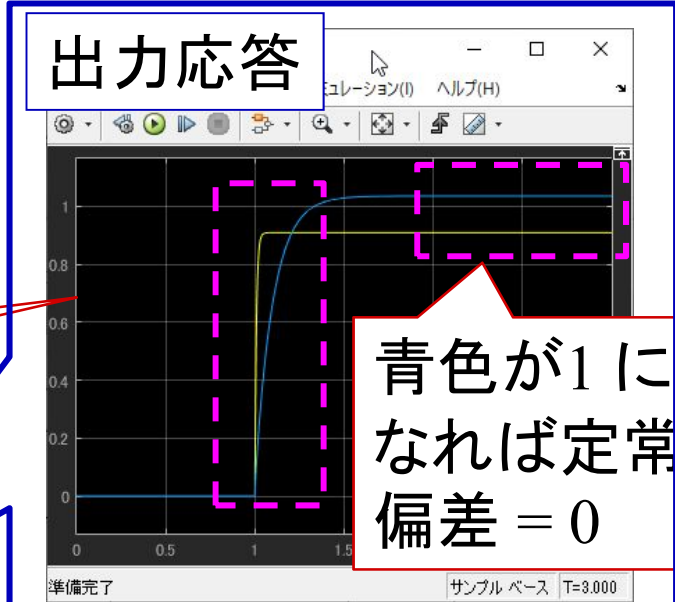 出力応答
ミュレーション(I) ヘルプ(H)
1
0.8
0.6
0.4
0.2
0
0 0.5 1 1.5
青色が1 に
なれば定常
偏差 = 0
準備完了
サンプル ベース T=3.000